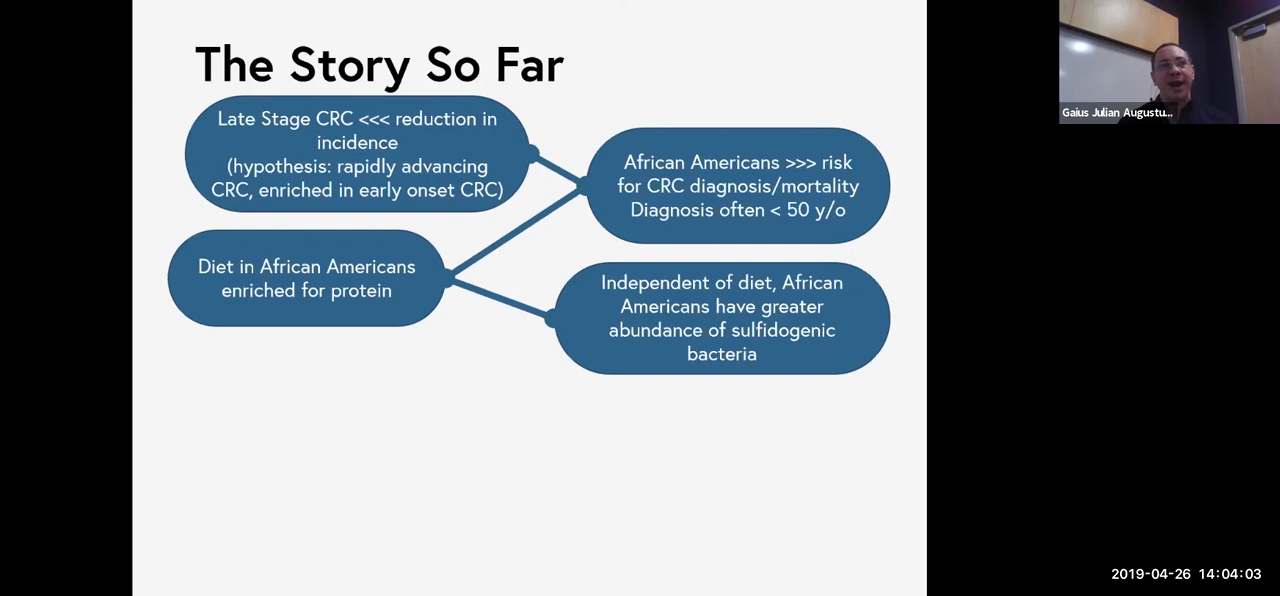 The Story So Far
Late Stage CRC <<< reduction in
incidence
(hypothesis: rapidly advancing
CRC, enriched in early onset CRC)
African Americans >>> risk
for CRC diagnosis/mortality
Diagnosis often < 50 y/o
Diet in African Americans
enriched for protein
Independent of diet, African
Americans have greater
abundance of sulfidogenic
bacteria
Gaius Julian Augustu...
2019-04-26 14:04:03